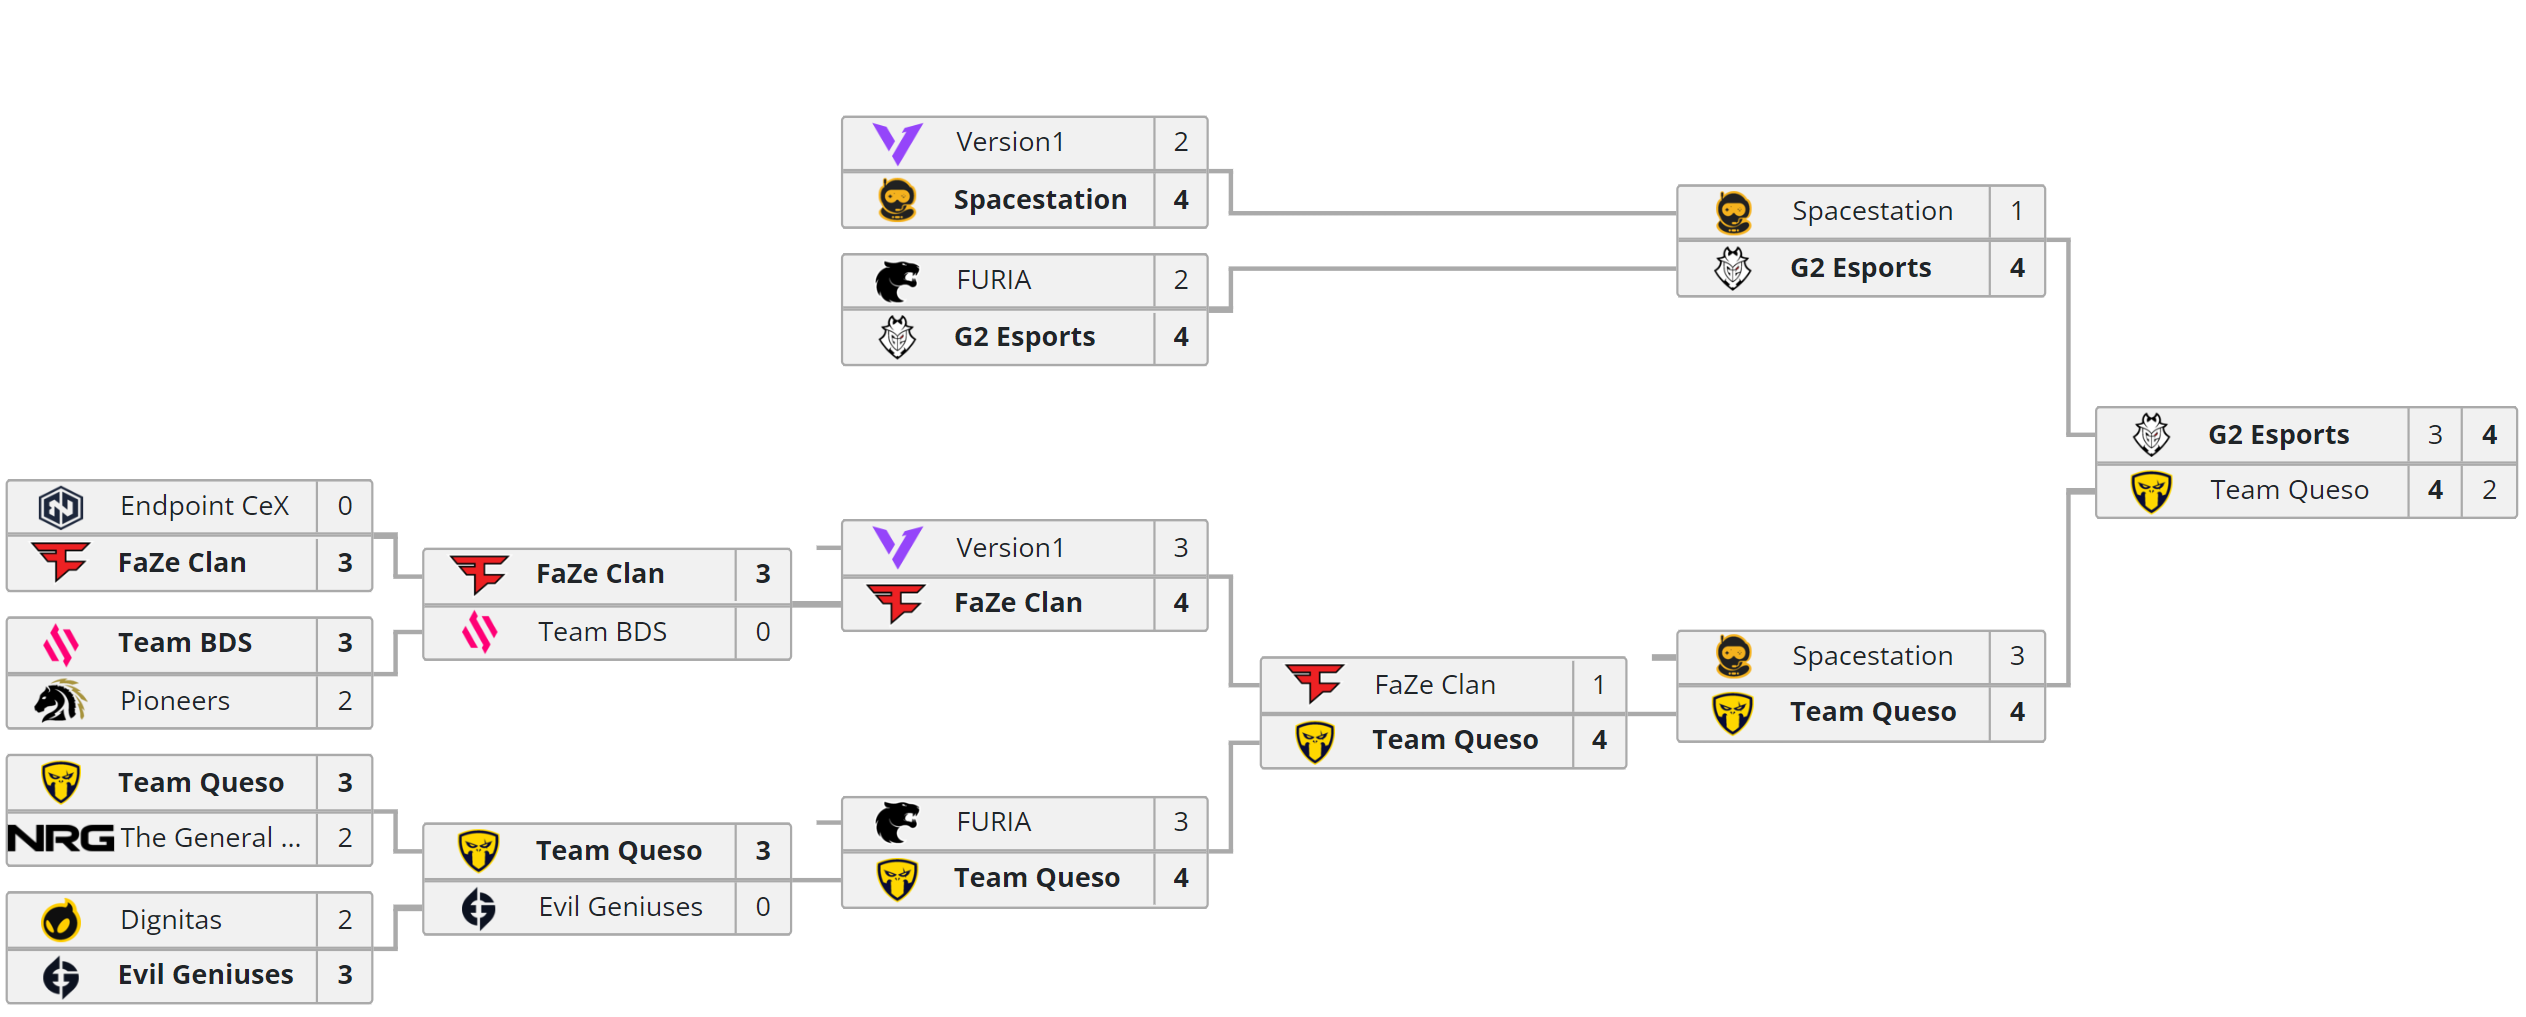 Version1 2
Spacestation 4
FURIA 2
G2 Esports 4
Spacestation 1
G2 Esports 4
G2 Esports 3 4
Team Queso 4 2
Endpoint CeX 0
FaZe Clan 3
Team BDS 3
Pioneers 2
Team Queso 3
NRG The General ... 2
Dignitas 2
Evil Geniuses 3
FaZe Clan 3
Team BDS 0
Team Queso 3
Evil Geniuses 0
Version1 3
FaZe Clan 4
FURIA 3
Team Queso 4
FaZe Clan 1
Team Queso 4
Spacestation 3
Team Queso 4